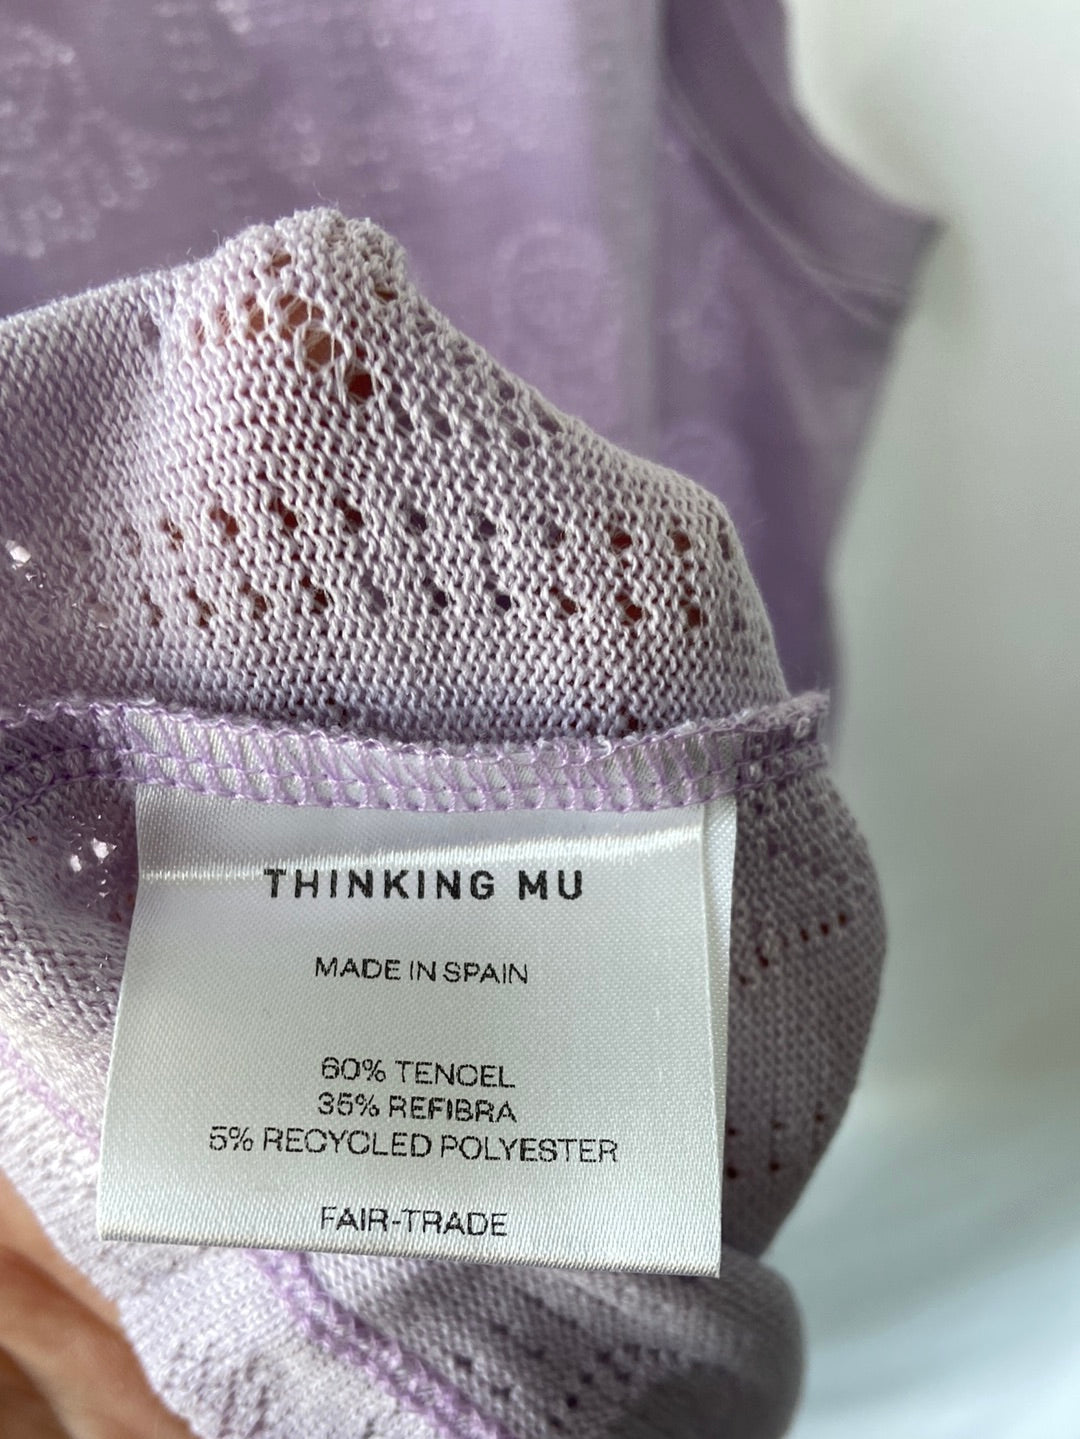 THINKING MU
MADE IN SPAIN
60% TENCEL
35% REFIBRA
5% RECYCLED POLYESTER
FAIR-TRADE